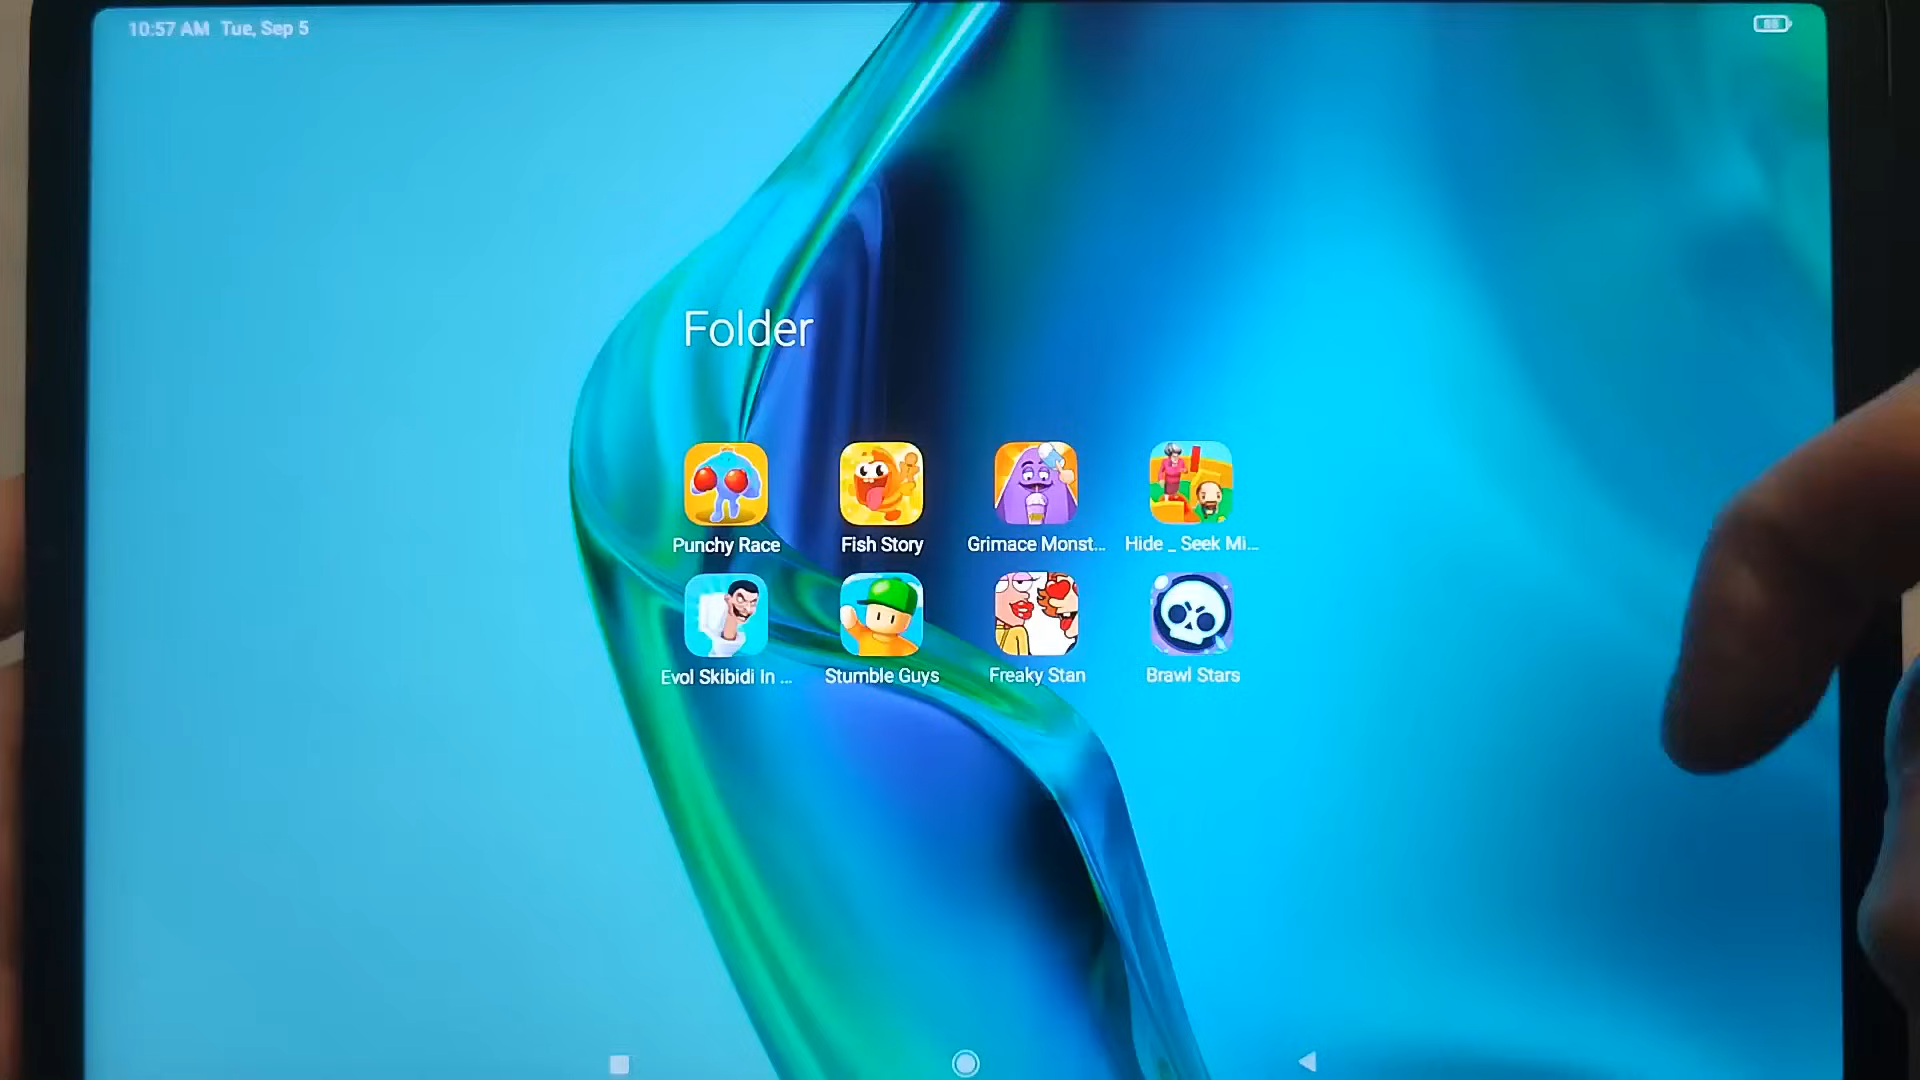 10:57 AM Tue, Sep 5
Folder
Punchy Race
Fish Story
Grimace Monst...
Hide _ Seek Mi...
Evol Skibidi In ...
Stumble Guys
Freaky Stan
Brawl Stars